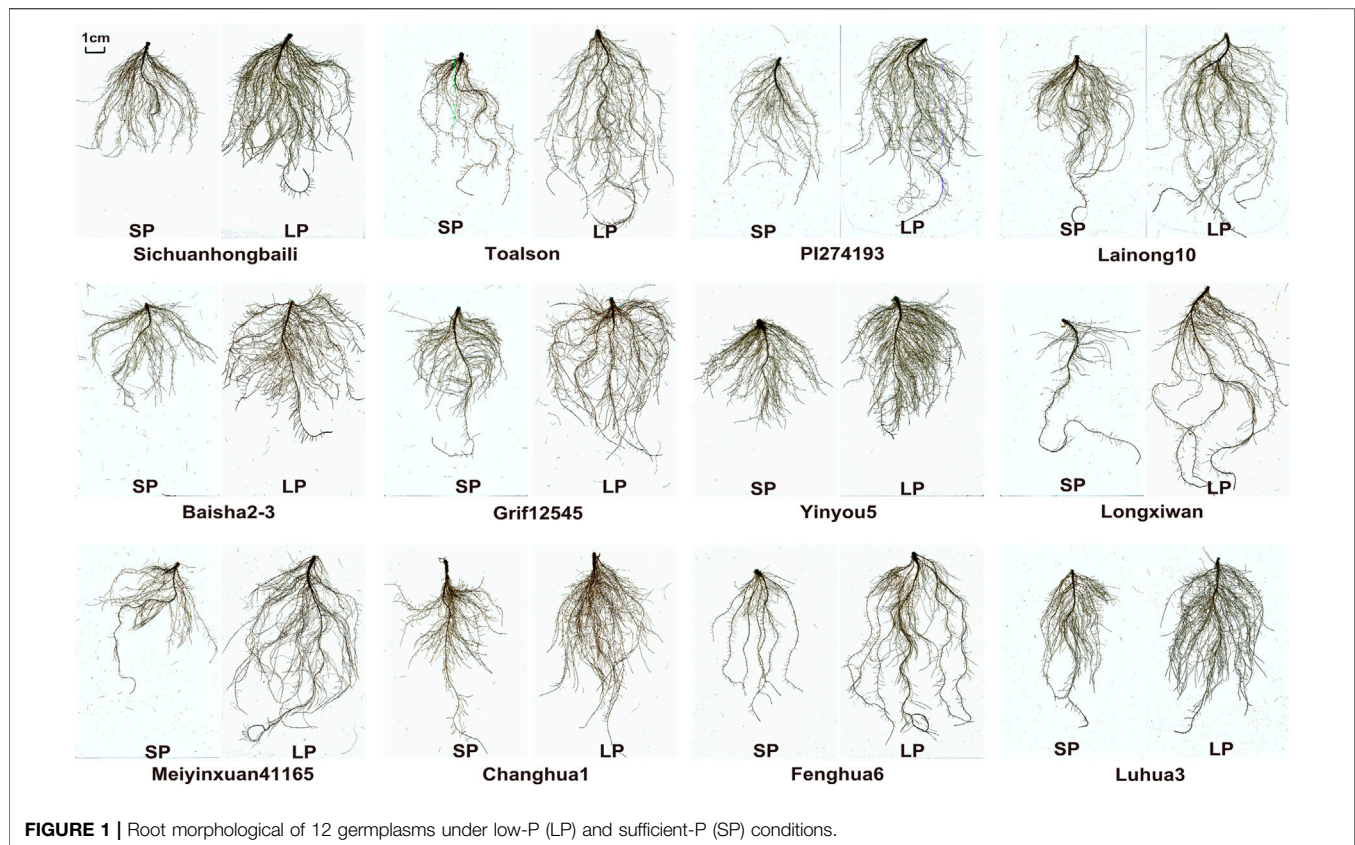 1cm
SP LP SP LP SP LP SP LP
Sichuanhongbaili Toalson PI274193 Lainong10
SP LP SP LP SP LP SP LP
Baisha2-3 Grif12545 Yinyou5 Longxiwan
SP LP SP LP SP LP SP LP
Meiyinxuan41165 Changhua1 Fenghua6 Luhua3
FIGURE 1 | Root morphological of 12 germplasms under low-P (LP) and sufficient-P (SP) conditions.